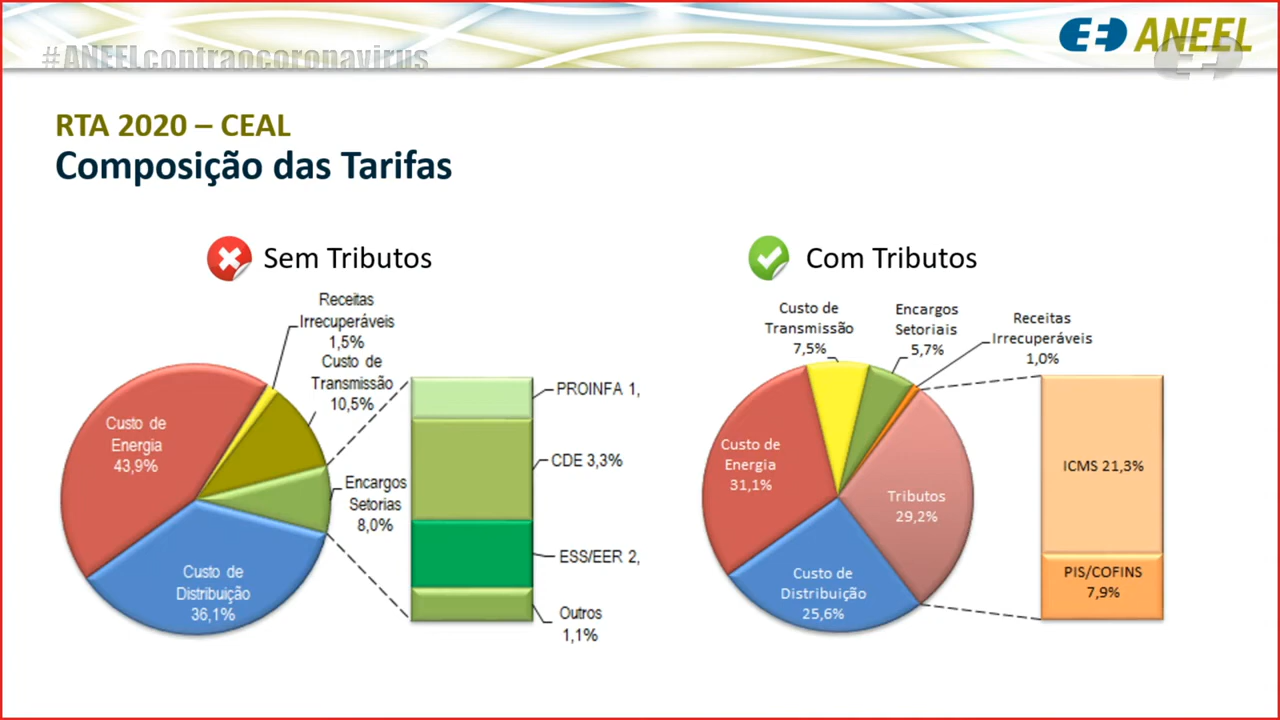 #ANEELcontraocoronavirus
ANEEL
RTA 2020 – CEAL
Composição das Tarifas
Sem Tributos
Receitas
Irrecuperáveis
1,5%
Custo de
Transmissão
10,5%
Custo de
Energia
43,9%
Encargos
Setorias
8,0%
Custo de
Distribuição
36,1%
PROINFA 1,
CDE 3,3%
ESS/EER 2,
Outros
1,1%
Com Tributos
Custo de
Transmissão
7,5%
Encargos
Setoriais
5,7%
Receitas
Irrecuperáveis
1,0%
Custo de
Energia
31,1%
Tributos
29,2%
Custo de
Distribuição
25,6%
ICMS 21,3%
PIS/COFINS
7,9%